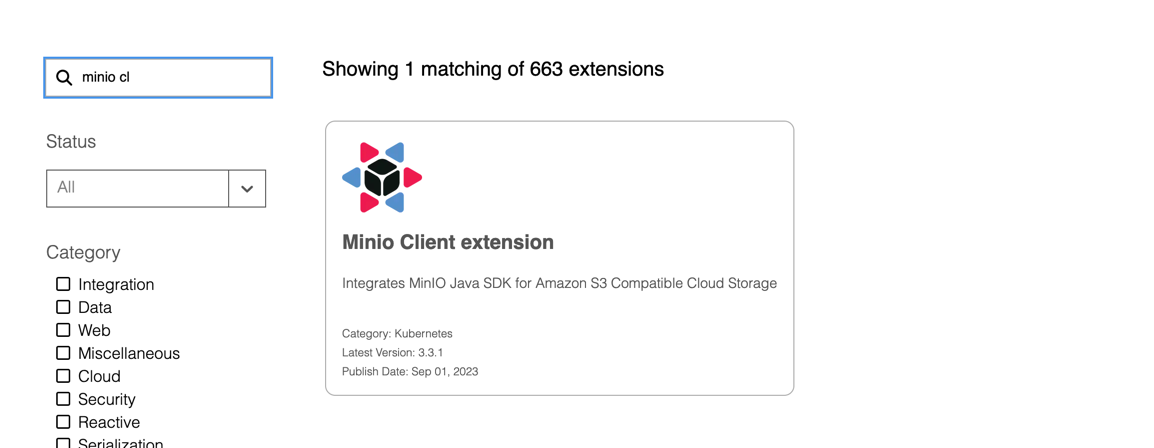 minio cl
Showing 1 matching of 663 extensions
Status
All
Category
Integration
Data
Web
Miscellaneous
Cloud
Security
Reactive
Serialization
Minio Client extension
Integrates MinIO Java SDK for Amazon S3 Compatible Cloud Storage
Category: Kubernetes
Latest Version: 3.3.1
Publish Date: Sep 01, 2023